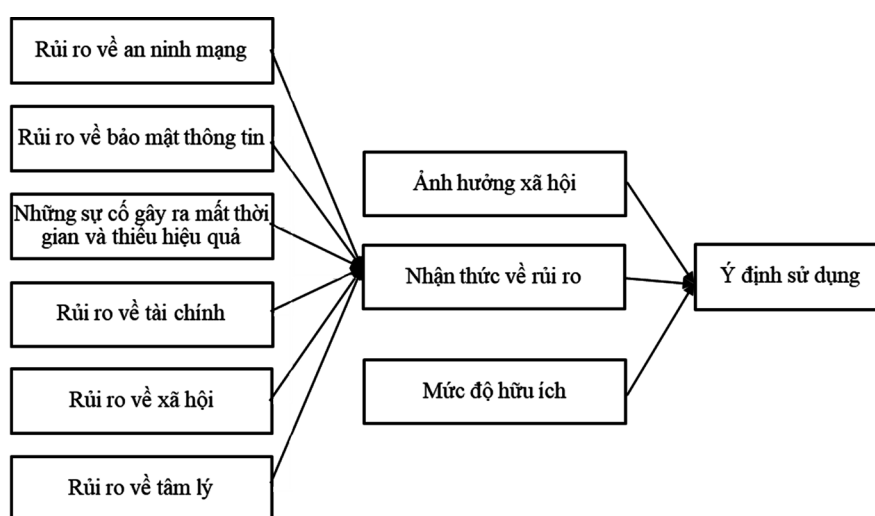 Rủi ro về an ninh mạng
Rủi ro về bảo mật thông tin
Những sự cố gây ra mất thời
gian và thiếu hiệu quả
Rủi ro về tài chính
Rủi ro về xã hội
Rủi ro về tâm lý
Ảnh hưởng xã hội
Nhận thức về rủi ro
Mức độ hữu ích
Ý định sử dụng